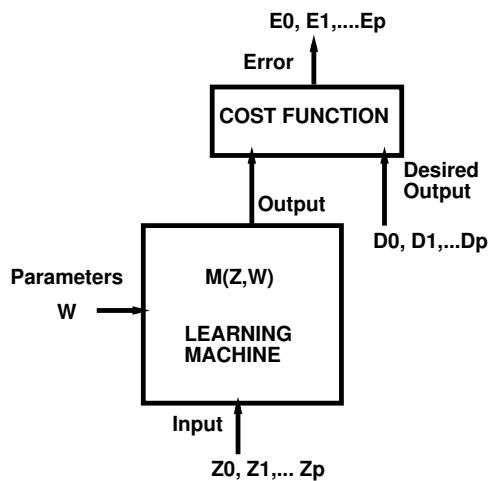 E0, E1,....Ep
Error
COST FUNCTION
Desired
Output
Output
D0, D1,...Dp
Parameters
W
M(Z,W)
LEARNING
MACHINE
Input
Z0, Z1,... Zp